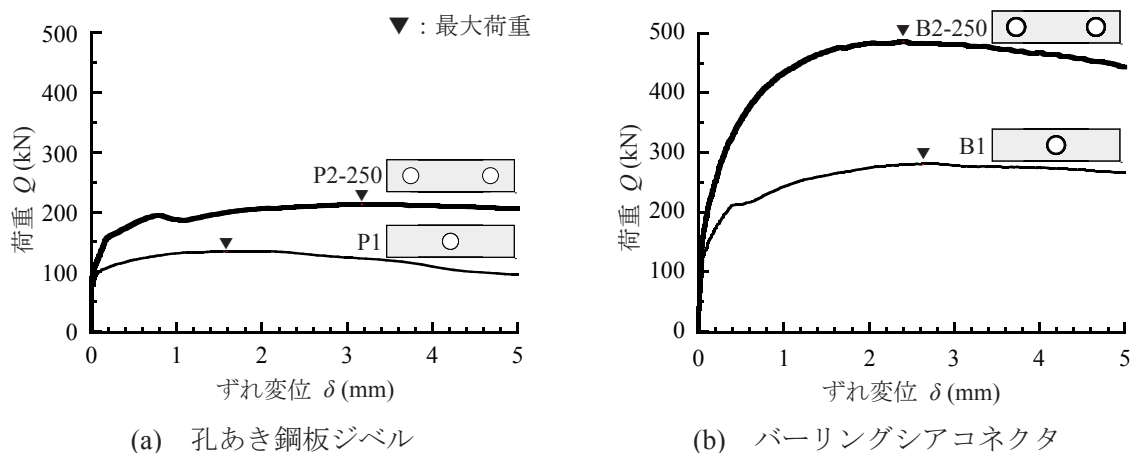 ▼ : 最大荷重
500
400
300
200
100
0
荷重 Q (kN)
P2-250
P1
0 1 2 3 4 5
ずれ変位 δ (mm)
(a) 孔あき鋼板ジベル
500
400
300
200
100
0
荷重 Q (kN)
B2-250
B1
0 1 2 3 4 5
ずれ変位 δ (mm)
(b) バーリングシアコネクタ